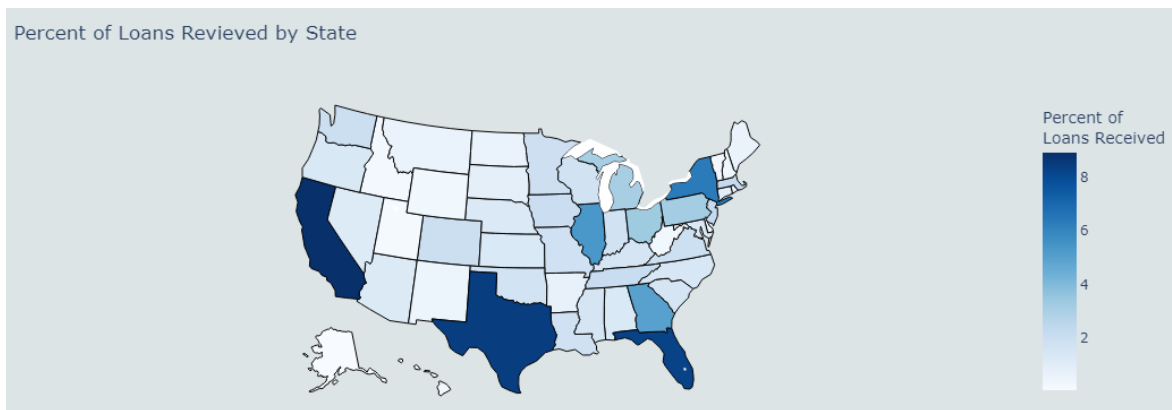 Percent of Loans Revieved by State
Percent of
Loans Received
8
6
4
2